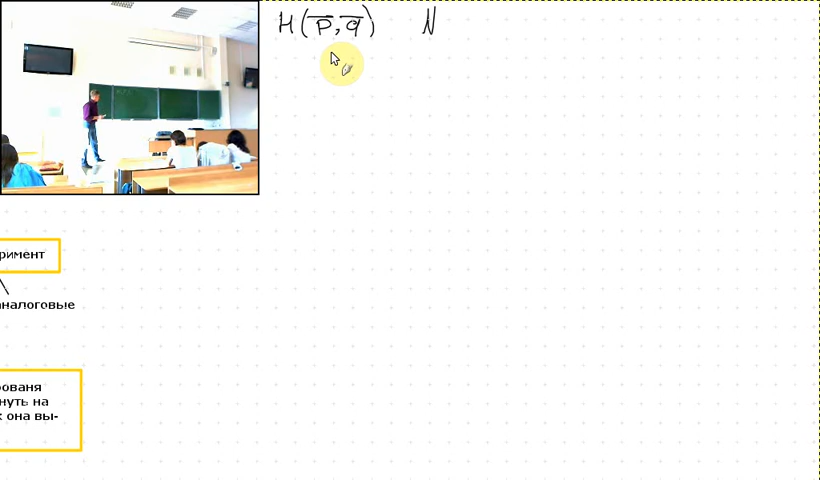 H(p̅,q̅) N
римент
аналоговые
рованя
нуть на
к она вы-